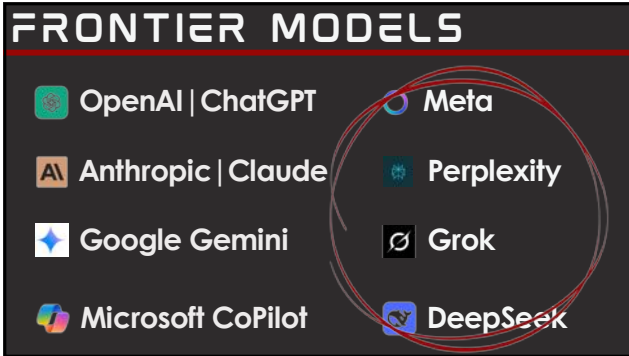 FRONTIER MODELS
OpenAI|ChatGPT
Anthropic|Claude
Google Gemini
Microsoft CoPilot
Meta
Perplexity
Grok
DeepSeek